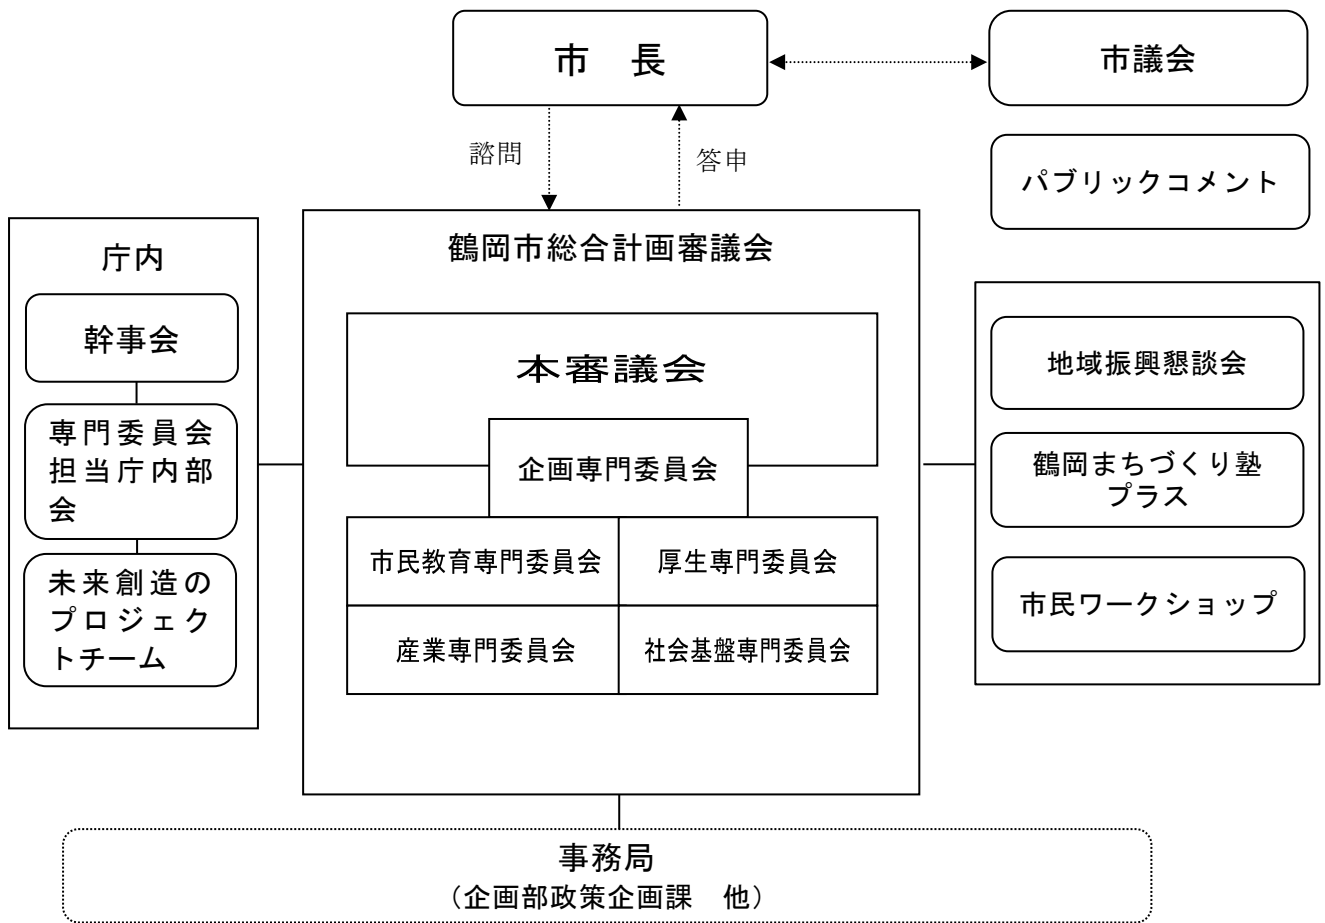 市　長
市議会
諮問
答申
パブリックコメント
庁内
幹事会
専門委員会
担当庁内部
会
未来創造の
プロジェク
トチーム
鶴岡市総合計画審議会
本審議会
企画専門委員会
市民教育専門委員会
厚生専門委員会
産業専門委員会
社会基盤専門委員会
地域振興懇談会
鶴岡まちづくり塾
プラス
市民ワークショップ
事務局
（企画部政策企画課　他）